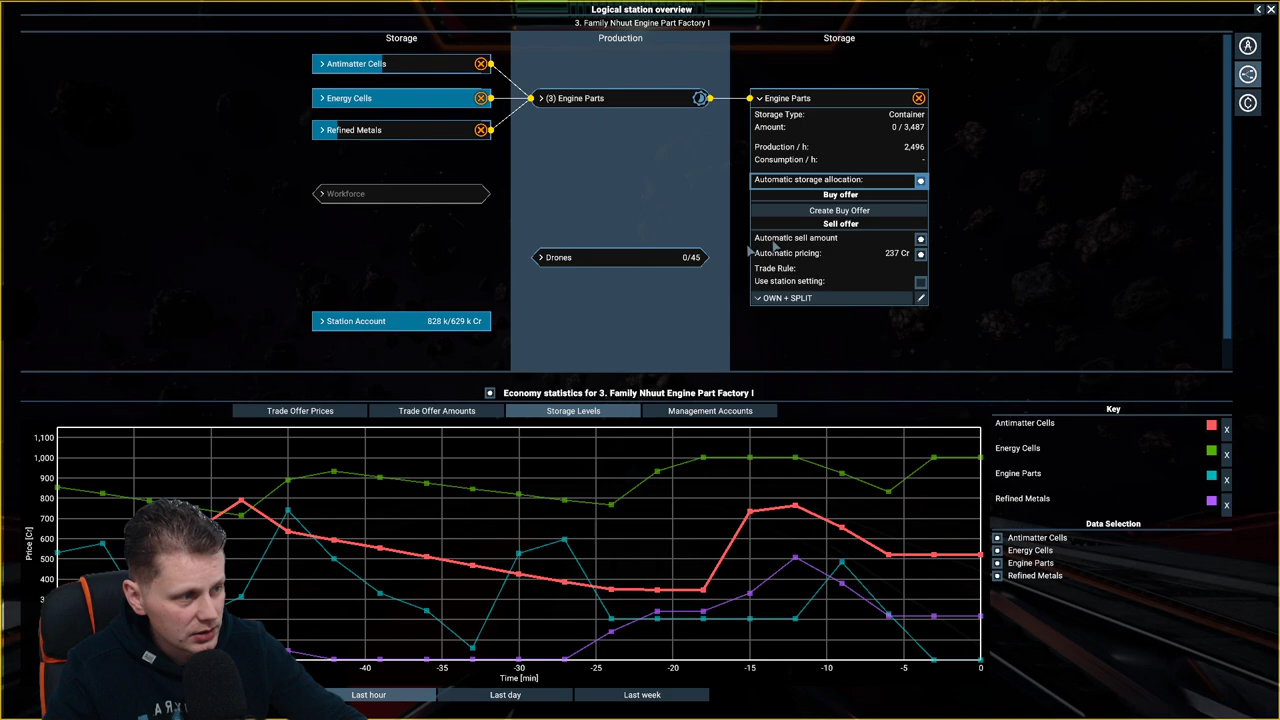 Logical station overview
3. Family Nhuut Engine Part Factory I
Storage
Production
Storage
Antimatter Cells
Energy Cells
Refined Metals
Workforce
Station Account 828 k/629 k Cr
(3) Engine Parts
Drones 0/45
Engine Parts
Storage Type: Container
Amount: 0 / 3,487
Production / h: 2,496
Consumption / h: -
Automatic storage allocation:
Buy offer
Create Buy Offer
Sell offer
Automatic sell amount
Automatic pricing: 237 Cr
Trade Rule:
Use station setting:
OWN + SPLIT
Economy statistics for 3. Family Nhuut Engine Part Factory I
Trade Offer Prices
Trade Offer Amounts
Storage Levels
Management Accounts
1,100
1,000
900
800
700
600
500
400
Price [Cr]
-40
-35
-30
-25
-20
-15
-10
-5
0
Time [min]
Last hour
Last day
Last week
Key
Antimatter Cells X
Energy Cells X
Engine Parts X
Refined Metals X
Data Selection
Antimatter Cells
Energy Cells
Engine Parts
Refined Metals